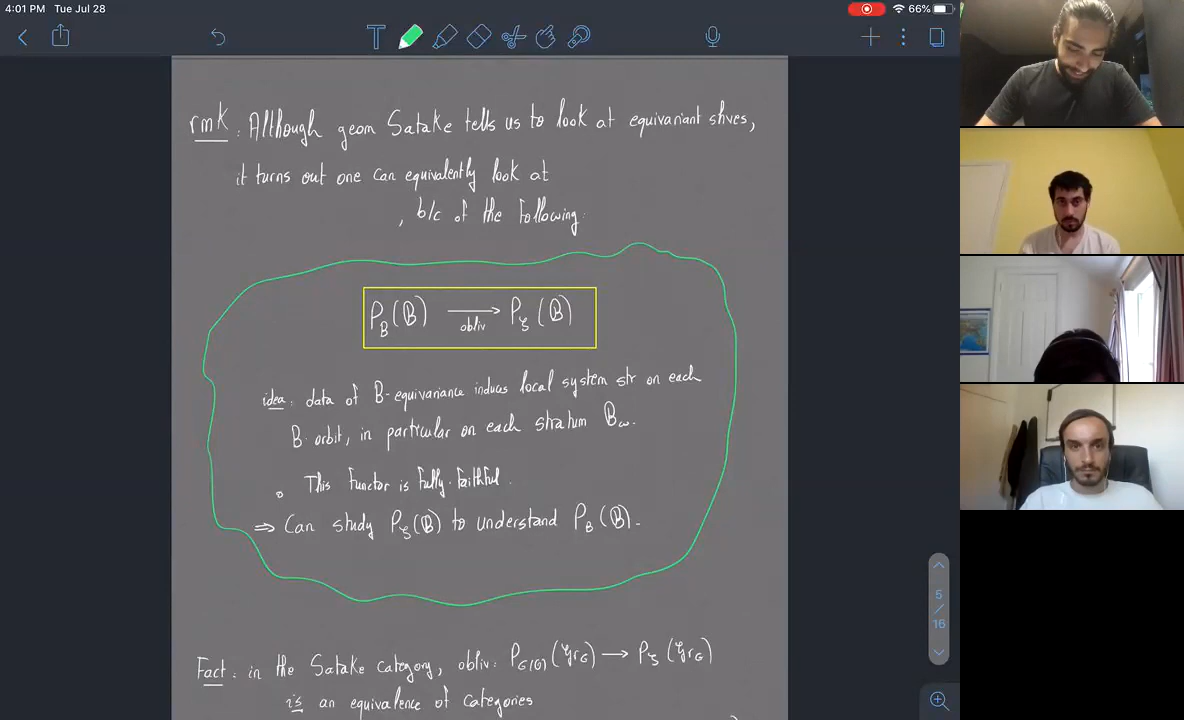 4:01 PM Tue Jul 28
66%
rmk: Although geom Satake tells us to look at equivariant shves,
it turns out one can equivalently look at
, b/c of the following:
P_B(𝔹) → P_S(𝔹)
obliv
idea: data of B-equivariance induces local system str on each
B-orbit, in particular on each stratum 𝔹_w.
This functor is fully-faithful.
⇒ Can study P_S(𝔹) to understand P_B(𝔹).
5
/
16
Fact: in the Satake category, obliv: P_G(O)(Gr_G) → P_S(Gr_G)
is an equivalence of categories